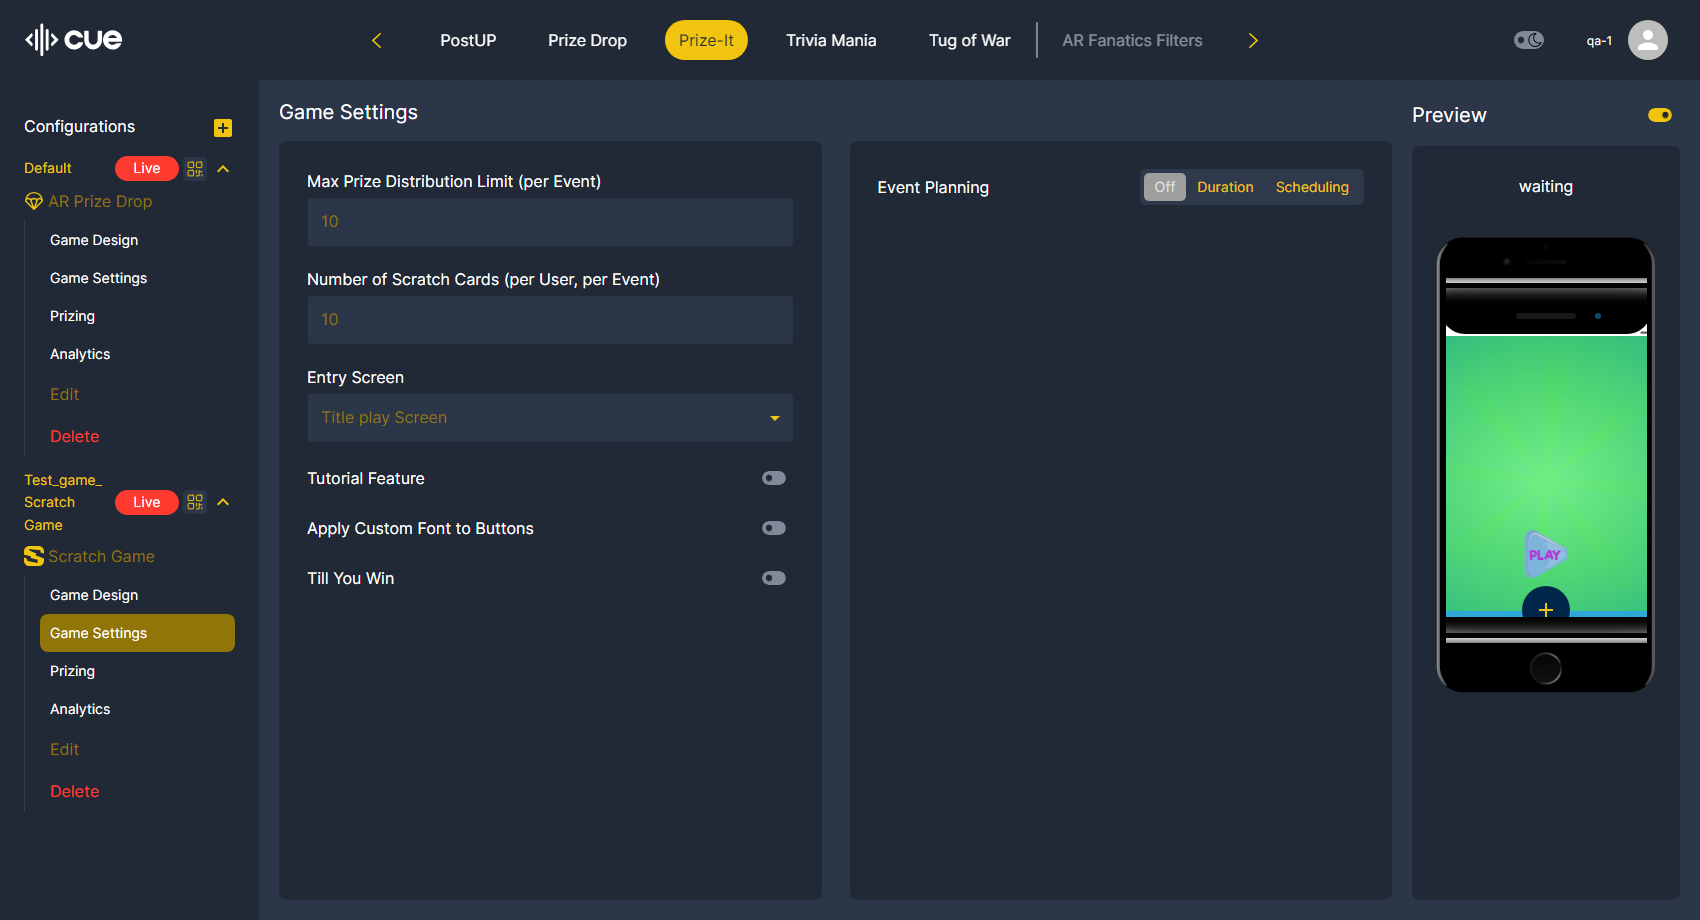 cue
PostUP
Prize Drop
Prize-It
Trivia Mania
Tug of War
AR Fanatics Filters
qa-1
Configurations
Default
Live
AR Prize Drop
Game Design
Game Settings
Prizing
Analytics
Edit
Delete
Test_game_
Scratch
Game
Live
Scratch Game
Game Design
Game Settings
Prizing
Analytics
Edit
Delete
Game Settings
Max Prize Distribution Limit (per Event)
10
Number of Scratch Cards (per User, per Event)
10
Entry Screen
Title play Screen
Tutorial Feature
Apply Custom Font to Buttons
Till You Win
Event Planning
Off
Duration
Scheduling
Preview
waiting
PLAY